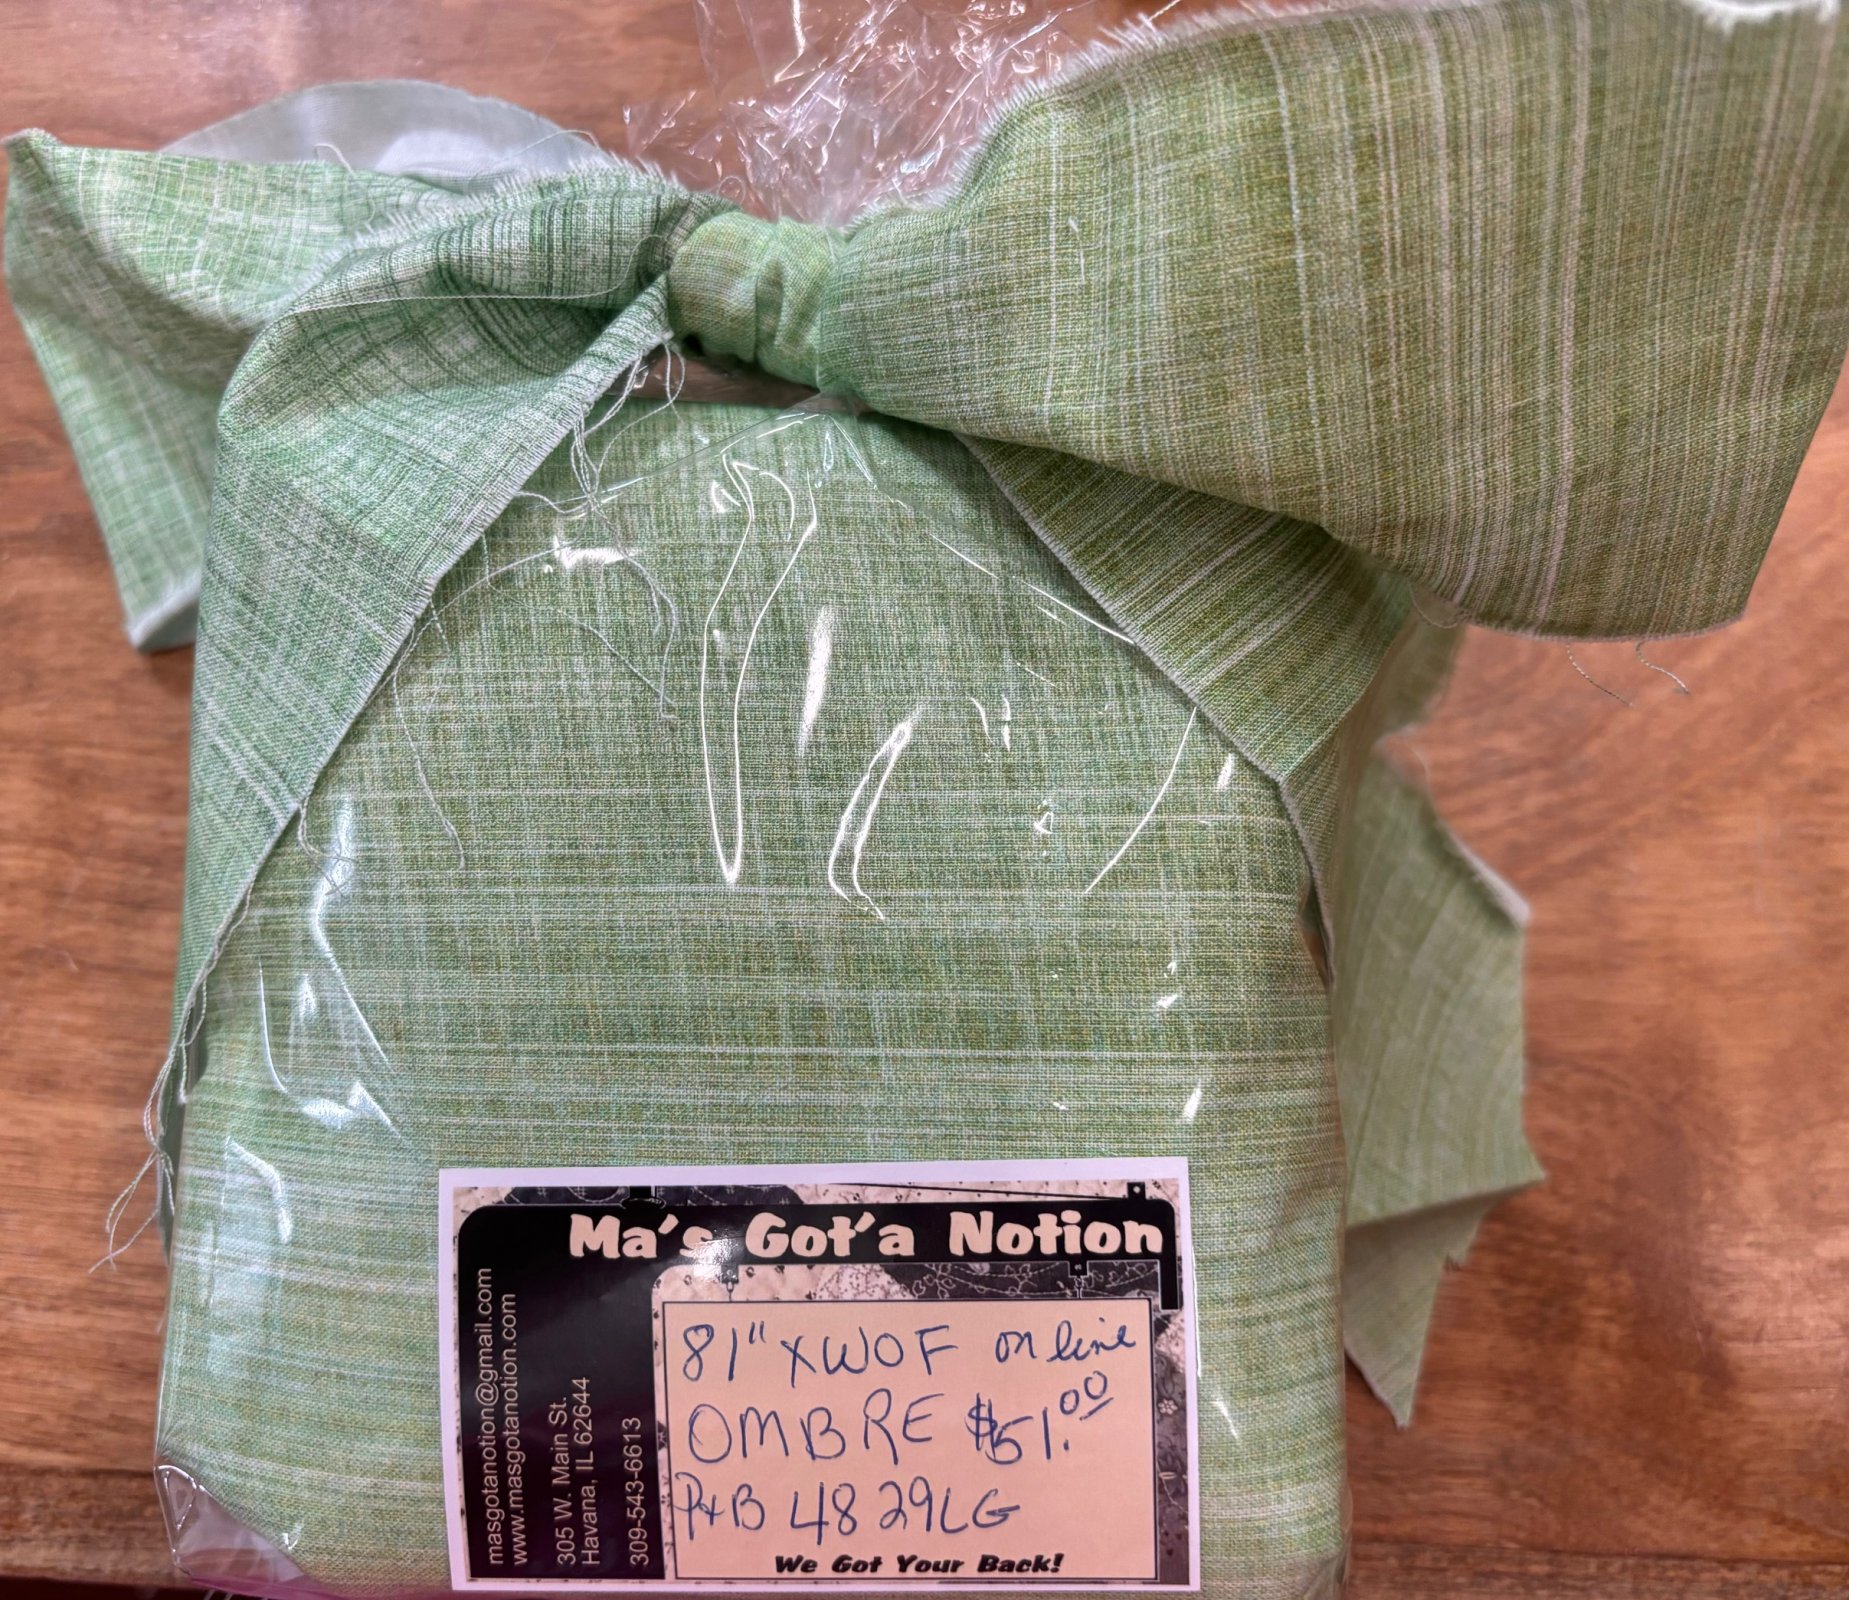 Ma's Got'a Notion
masgotanotion@gmail.com
www.masgotanotion.com
305 W. Main St.
Havana, IL 62644
309-543-6613
81" XWOF on line
OMBRE $51.00
P+B 4829LG
We Got Your Back!